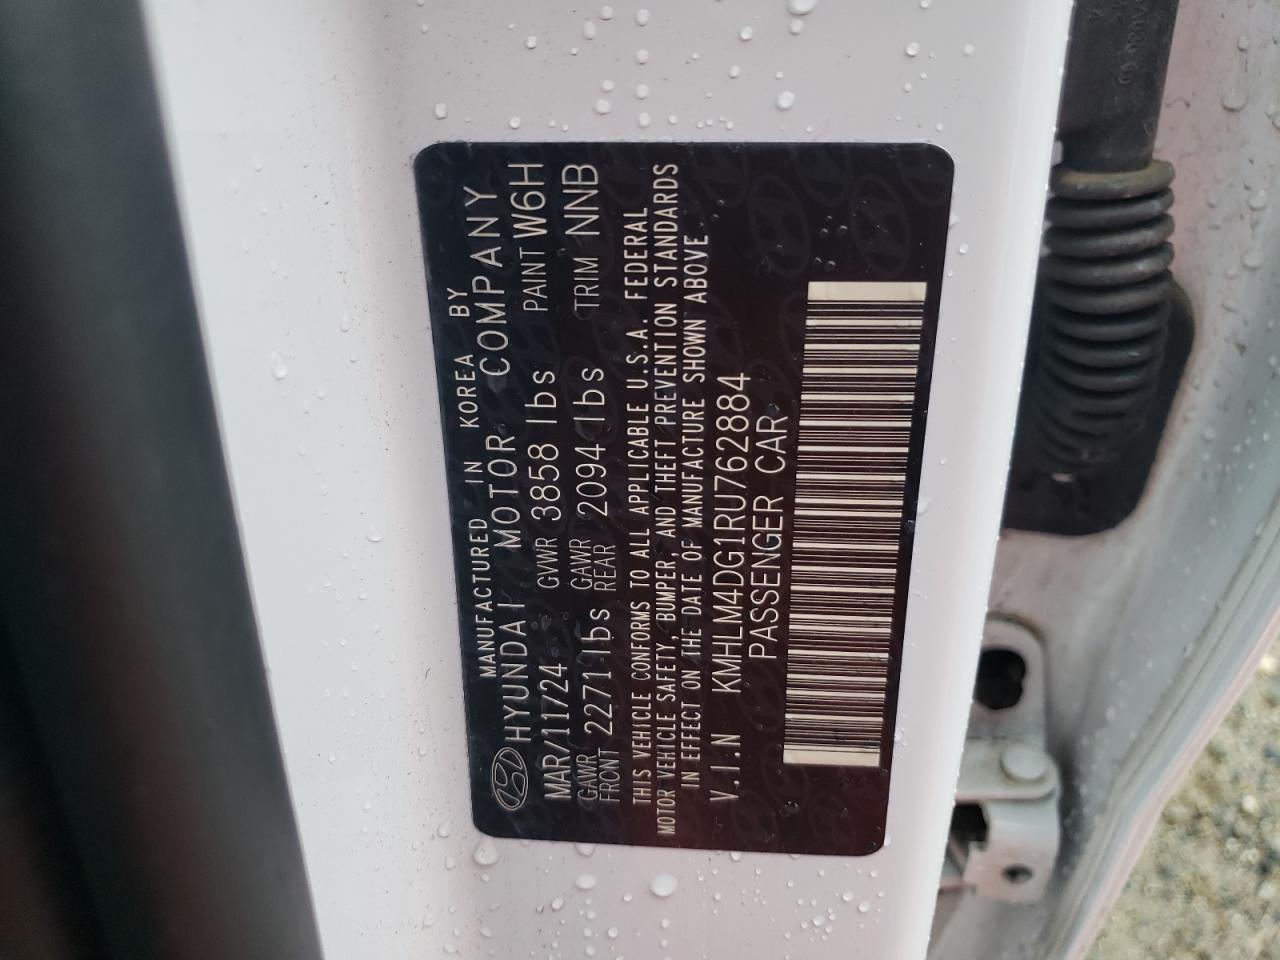 MANUFACTURED IN KOREA BY
HYUNDAI MOTOR COMPANY
MAR/11/24 GVWR 3858 lbs PAINT W6H
GAWR FRONT 2271 lbs GAWR REAR 2094 lbs TRIM NNB
THIS VEHICLE CONFORMS TO ALL APPLICABLE U.S.A. FEDERAL
MOTOR VEHICLE SAFETY, BUMPER, AND THEFT PREVENTION STANDARDS
IN EFFECT ON THE DATE OF MANUFACTURE SHOWN ABOVE.
V.I.N KMHLM4DG1RU762884
PASSENGER CAR